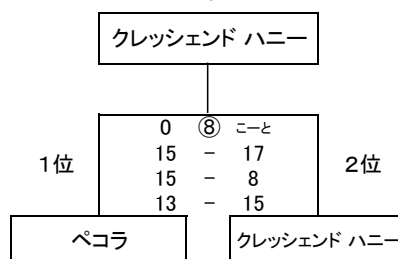 クレッシェンド ハニー
0 ⑧ こーと
15 - 17
1位 15 - 8 2位
13 - 15
ペコラ クレッシェンド ハニー